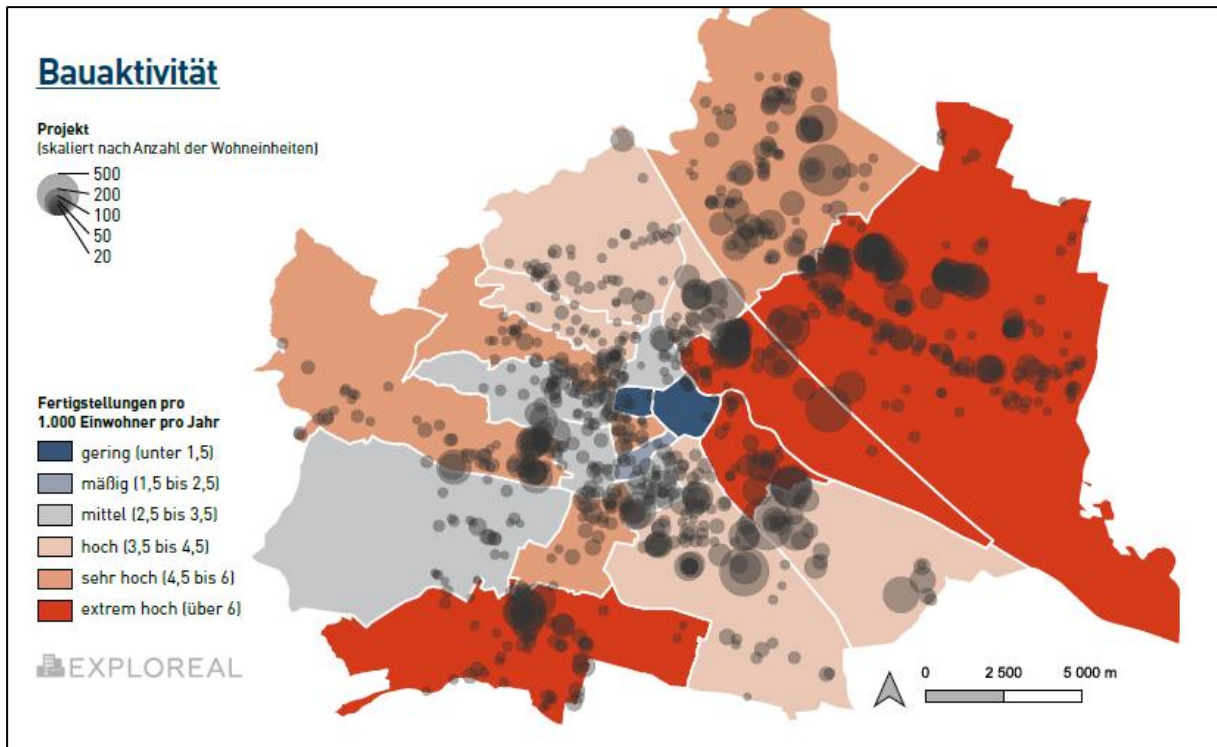 Bauaktivität
Projekt
(skaliert nach Anzahl der Wohneinheiten)
500
200
100
50
20
Fertigstellungen pro
1.000 Einwohner pro Jahr
gering (unter 1,5)
mäßig (1,5 bis 2,5)
mittel (2,5 bis 3,5)
hoch (3,5 bis 4,5)
sehr hoch (4,5 bis 6)
extrem hoch (über 6)
EXPLOREAL
0 2 500 5 000 m